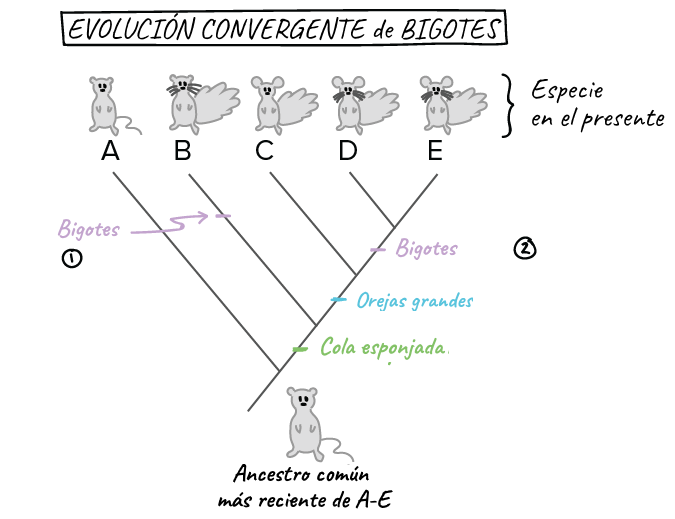 EVOLUCIÓN CONVERGENTE de BIGOTES
Especie
en el presente
A
B
C
D
E
Bigotes
①
Bigotes
②
Orejas grandes
Cola esponjada.
Ancestro común
más reciente de A-E